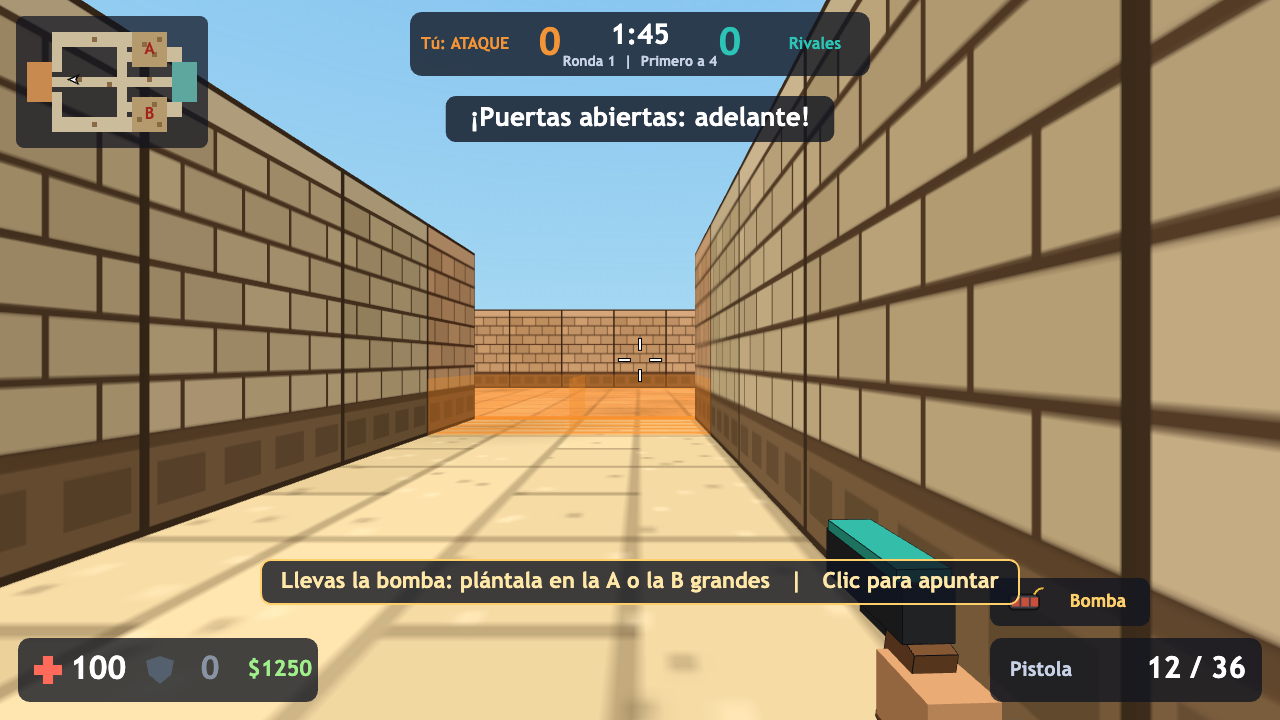 A
B
Tú: ATAQUE 0 1:45 0 Rivales
Ronda 1 | Primero a 4
¡Puertas abiertas: adelante!
Llevas la bomba: plántala en la A o la B grandes | Clic para apuntar
Bomba
100 0 $1250
Pistola 12 / 36